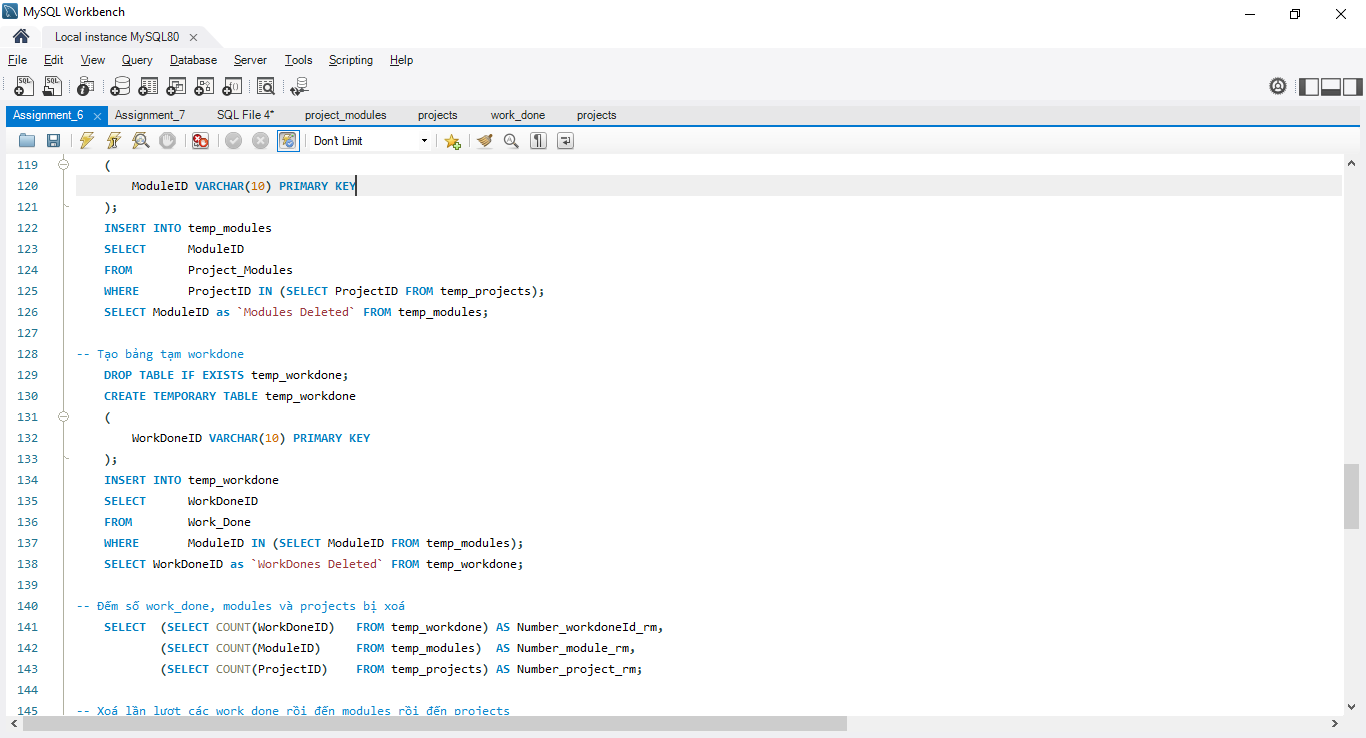 MySQL Workbench
Local instance MySQL80
File Edit View Query Database Server Tools Scripting Help
Assignment_6 Assignment_7 SQL File 4* project_modules projects work_done projects
Don't Limit
119 (
120 ModuleID VARCHAR(10) PRIMARY KEY
121 );
122 INSERT INTO temp_modules
123 SELECT ModuleID
124 FROM Project_Modules
125 WHERE ProjectID IN (SELECT ProjectID FROM temp_projects);
126 SELECT ModuleID as `Modules Deleted` FROM temp_modules;
127
128 -- Tạo bảng tạm workdone
129 DROP TABLE IF EXISTS temp_workdone;
130 CREATE TEMPORARY TABLE temp_workdone
131 (
132 WorkDoneID VARCHAR(10) PRIMARY KEY
133 );
134 INSERT INTO temp_workdone
135 SELECT WorkDoneID
136 FROM Work_Done
137 WHERE ModuleID IN (SELECT ModuleID FROM temp_modules);
138 SELECT WorkDoneID as `WorkDones Deleted` FROM temp_workdone;
139
140 -- Đếm số work_done, modules và projects bị xoá
141 SELECT (SELECT COUNT(WorkDoneID) FROM temp_workdone) AS Number_workdoneId_rm,
142 (SELECT COUNT(ModuleID) FROM temp_modules) AS Number_module_rm,
143 (SELECT COUNT(ProjectID) FROM temp_projects) AS Number_project_rm;
144
145 -- Xoá lần lượt các work done rồi đến modules rồi đến projects